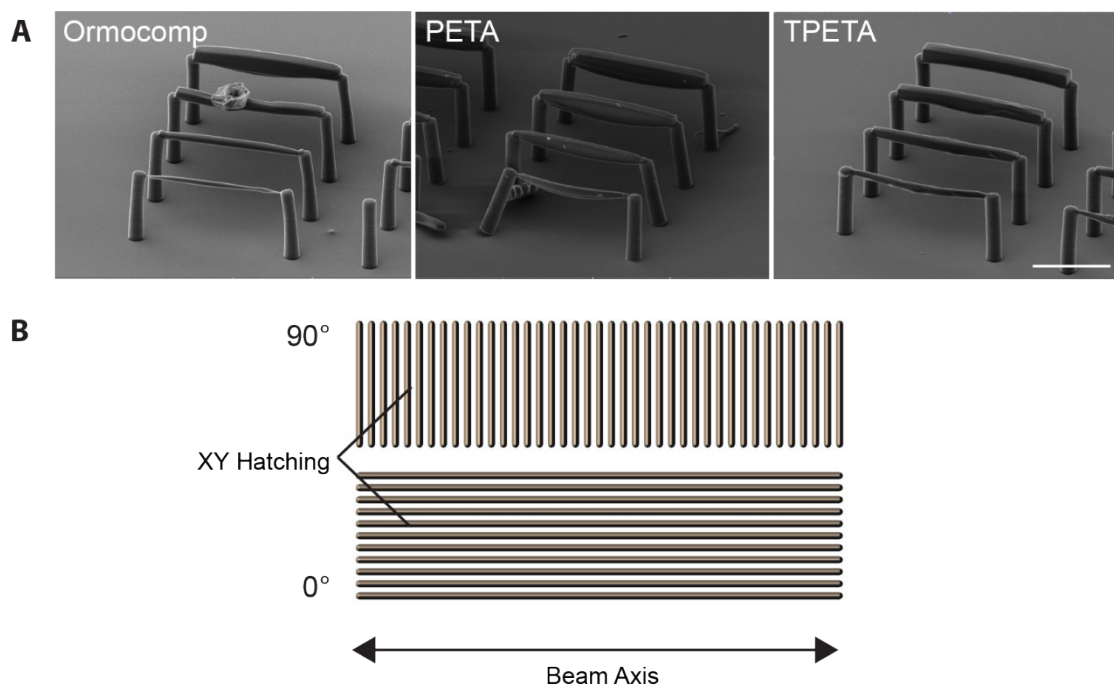 A
Ormocomp
PETA
TPETA
B
90°
XY Hatching
0°
Beam Axis